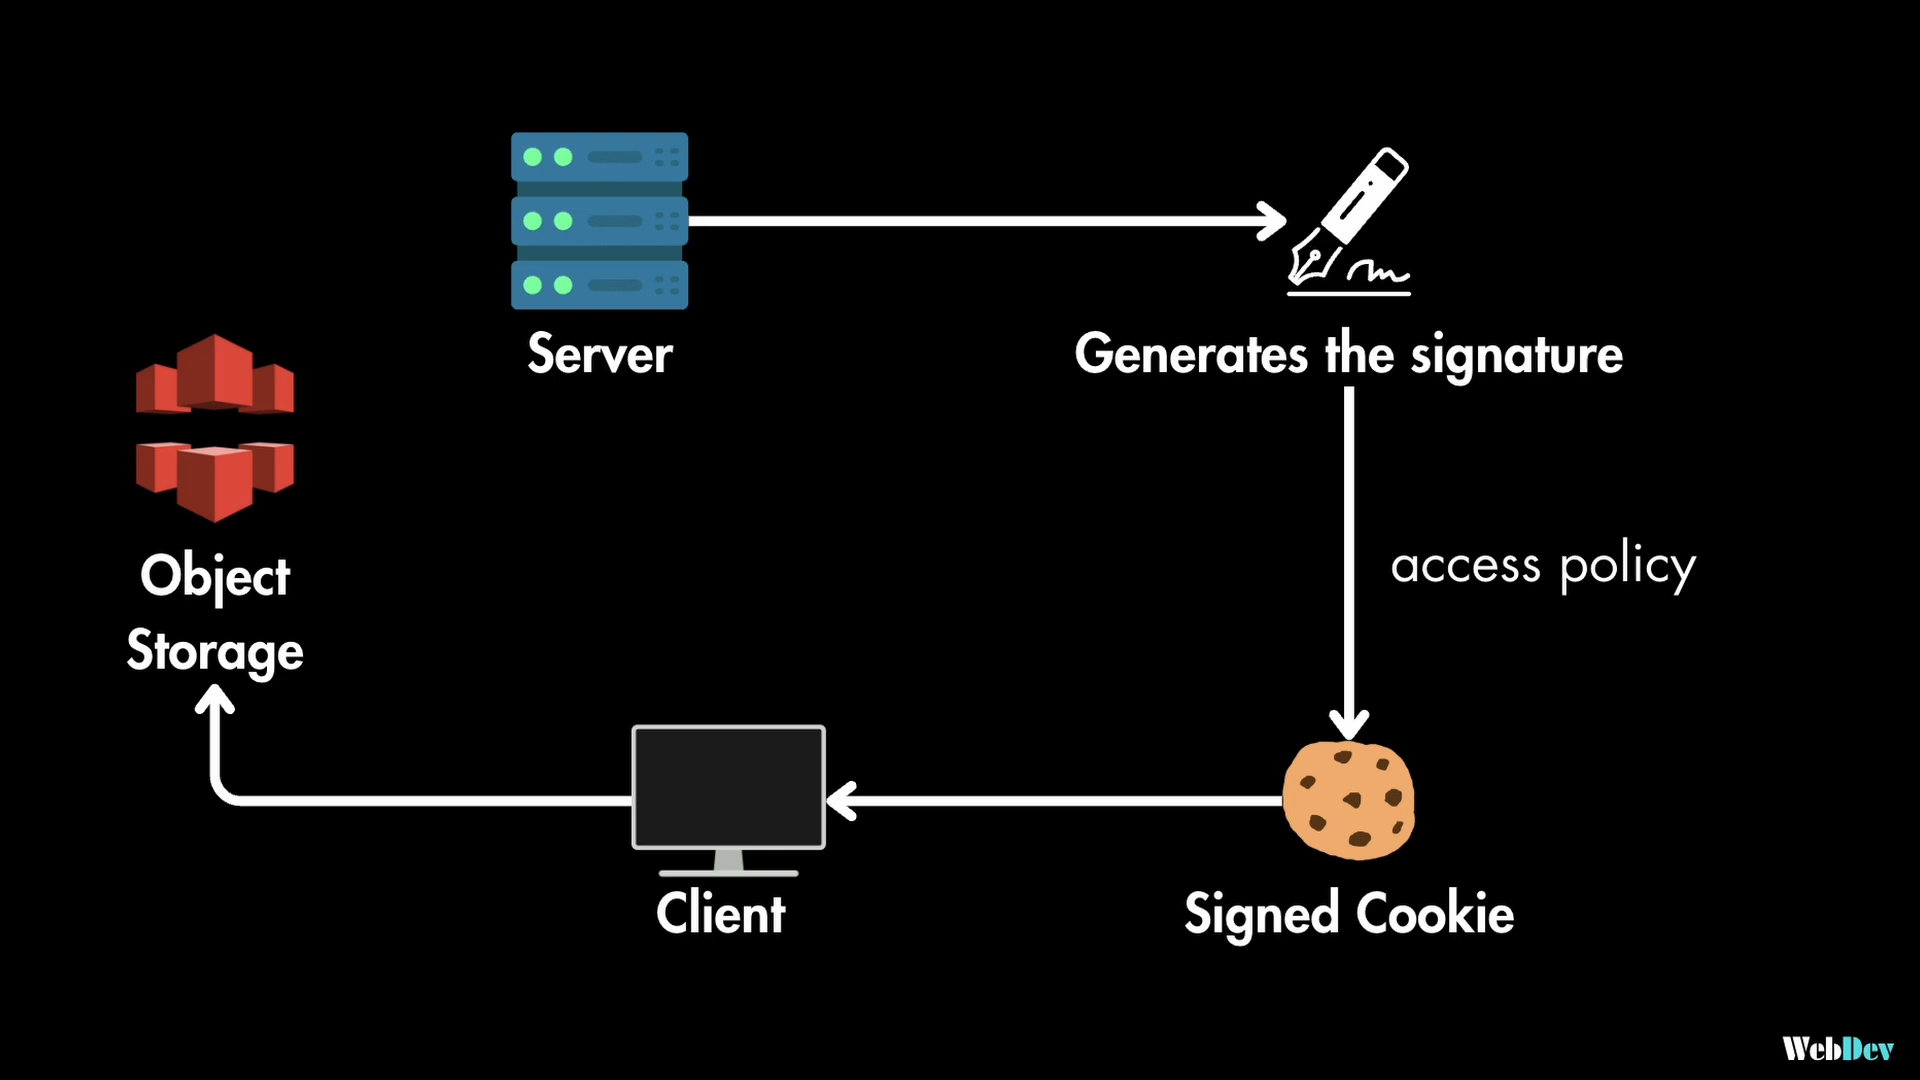 Server
Generates the signature
Object
Storage
access policy
Client
Signed Cookie
WebDev